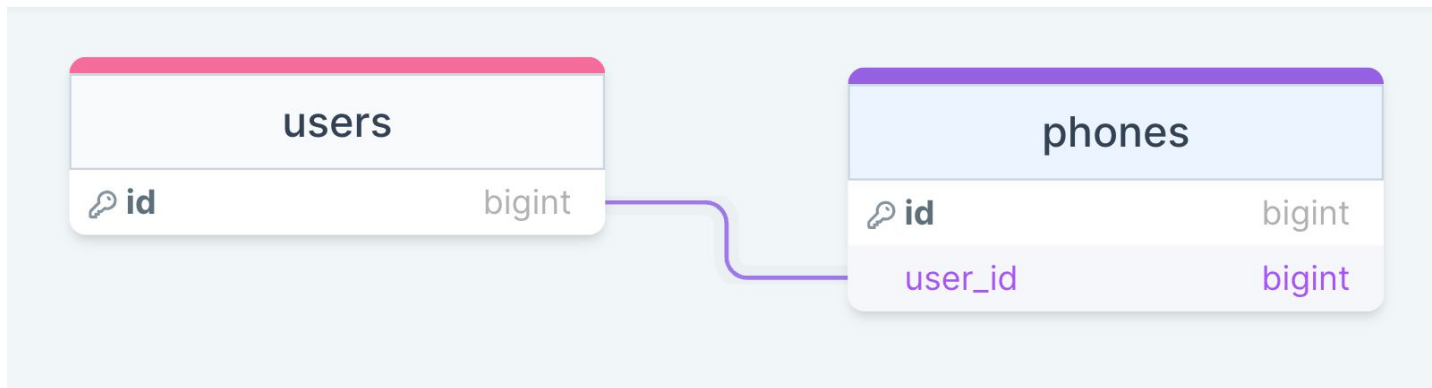 users
id bigint
phones
id bigint
user_id bigint